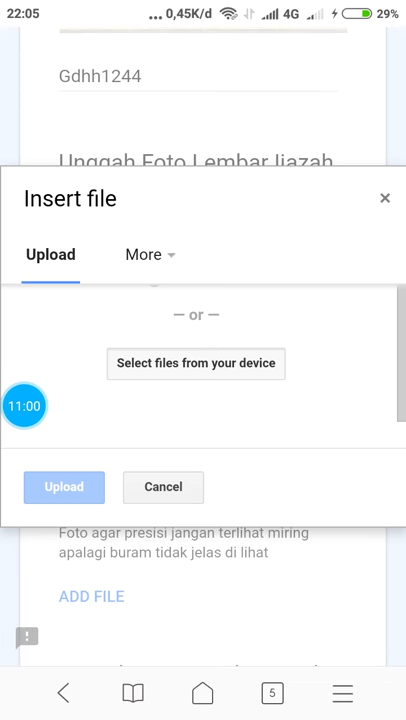 22:05 ... 0,45K/d 4G 29%
Gdhh1244
Unggah Foto Lembar Ijazah
Insert file ×
Upload More
— or —
Select files from your device
11:00
Upload Cancel
Foto agar presisi jangan terlihat miring
apalagi buram tidak jelas di lihat
ADD FILE
!
5